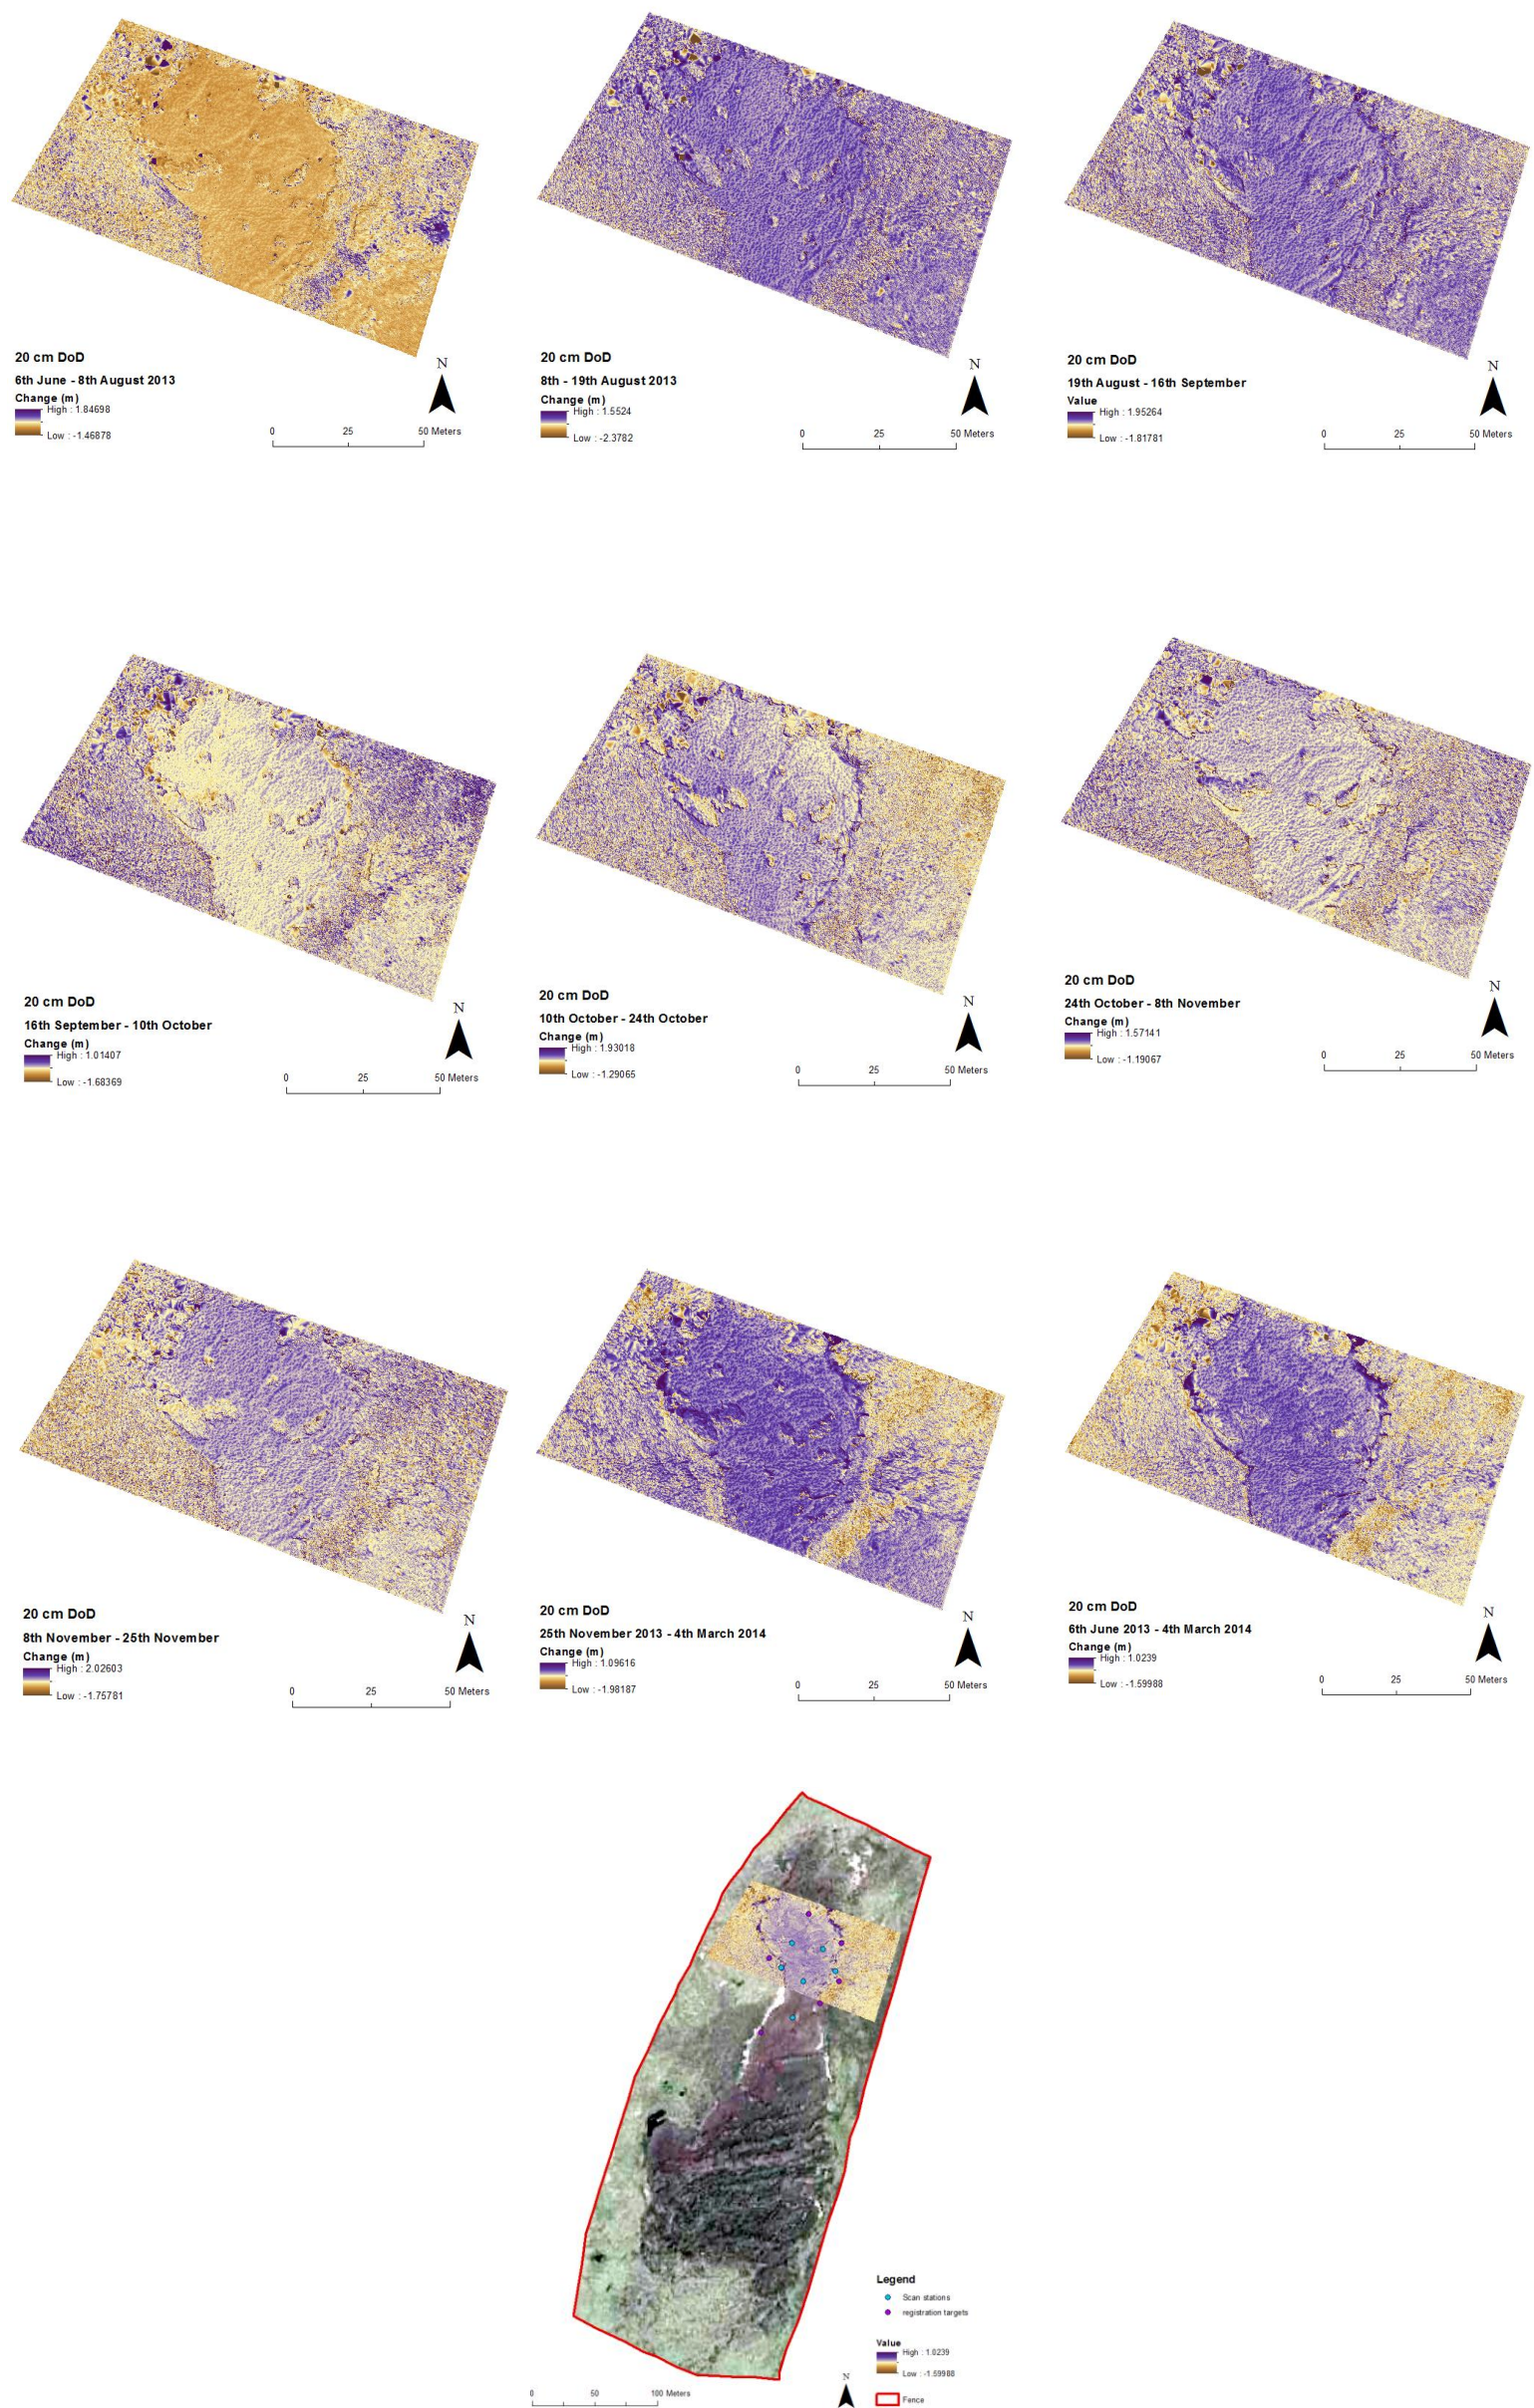 20 cm DoD
6th June - 8th August 2013
Change (m)
High : 1.84698
Low : -1.46878
N
0 25 50 Meters
20 cm DoD
8th - 19th August 2013
Change (m)
High : 1.5524
Low : -2.3782
N
0 25 50 Meters
20 cm DoD
19th August - 16th September
Value
High : 1.95264
Low : -1.81781
N
0 25 50 Meters
20 cm DoD
16th September - 10th October
Change (m)
High : 1.01407
Low : -1.68369
N
0 25 50 Meters
20 cm DoD
10th October - 24th October
Change (m)
High : 1.93018
Low : -1.29065
N
0 25 50 Meters
20 cm DoD
24th October - 8th November
Change (m)
High : 1.57141
Low : -1.19067
N
0 25 50 Meters
20 cm DoD
8th November - 25th November
Change (m)
High : 2.02603
Low : -1.75781
N
0 25 50 Meters
20 cm DoD
25th November 2013 - 4th March 2014
Change (m)
High : 1.09616
Low : -1.98187
N
0 25 50 Meters
20 cm DoD
6th June 2013 - 4th March 2014
Change (m)
High : 1.0239
Low : -1.59988
N
0 25 50 Meters
Legend
Scan stations
registration targets
Value
High : 1.0239
Low : -1.59988
Fence
N
0 50 100 Meters